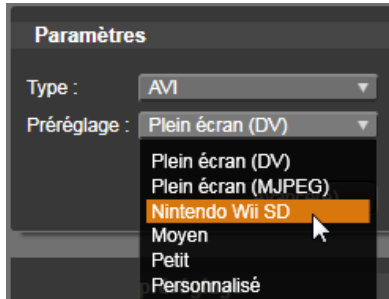 Paramètres
Type : AVI
Préréglage : Plein écran (DV)
Plein écran (DV)
Plein écran (MJPEG)
Nintendo Wii SD
Moyen
Petit
Personnalisé